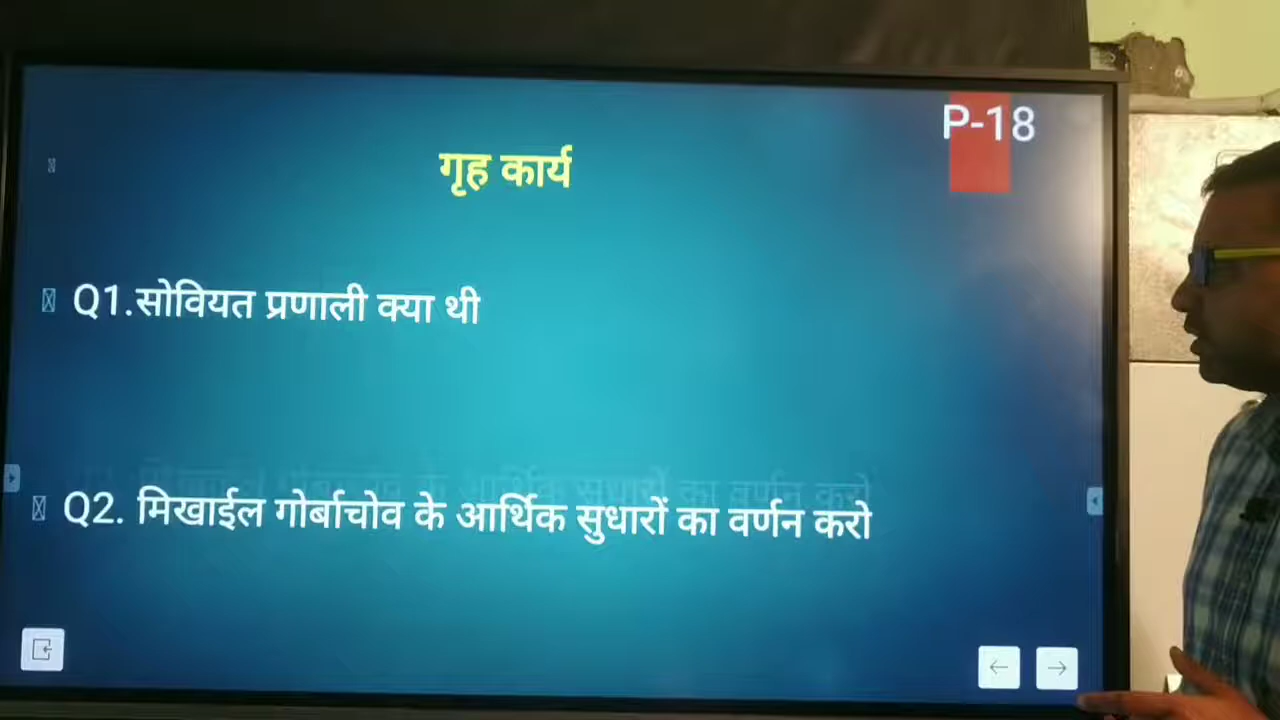 P-18
गृह कार्य
Q1.सोवियत प्रणाली क्या थी
Q2. मिखाईल गोर्बाचोव के आर्थिक सुधारों का वर्णन करो